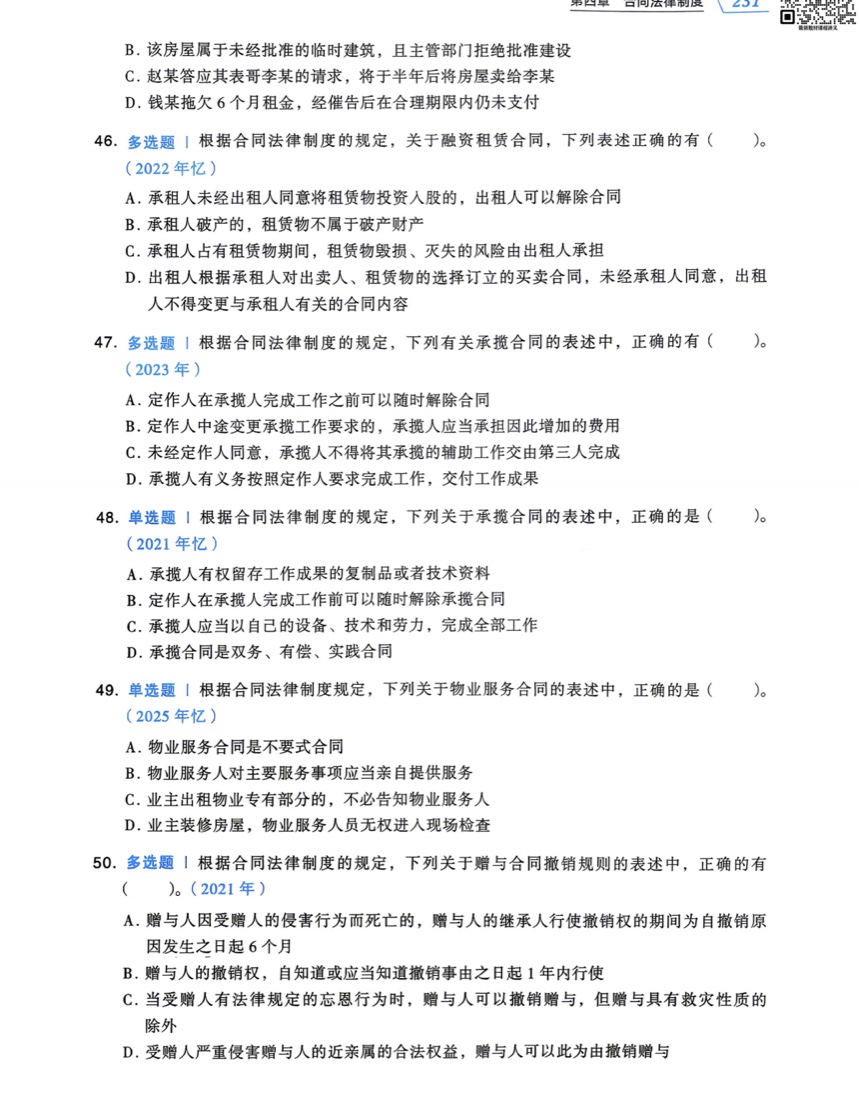 第四章 合同法律制度 231
B. 该房屋属于未经批准的临时建筑，且主管部门拒绝批准建设
C. 赵某答应其表哥李某的请求，将于半年后将房屋卖给李某
D. 钱某拖欠 6 个月租金，经催告后在合理期限内仍未支付
46. 多选题 | 根据合同法律制度的规定，关于融资租赁合同，下列表述正确的有（ ）。
（2022 年忆）
A. 承租人未经出租人同意将租赁物投资入股的，出租人可以解除合同
B. 承租人破产的，租赁物不属于破产财产
C. 承租人占有租赁物期间，租赁物毁损、灭失的风险由出租人承担
D. 出租人根据承租人对出卖人、租赁物的选择订立的买卖合同，未经承租人同意，出租
人不得变更与承租人有关的合同内容
47. 多选题 | 根据合同法律制度的规定，下列有关承揽合同的表述中，正确的有（ ）。
（2023 年）
A. 定作人在承揽人完成工作之前可以随时解除合同
B. 定作人中途变更承揽工作要求的，承揽人应当承担因此增加的费用
C. 未经定作人同意，承揽人不得将其承揽的辅助工作交由第三人完成
D. 承揽人有义务按照定作人要求完成工作，交付工作成果
48. 单选题 | 根据合同法律制度的规定，下列关于承揽合同的表述中，正确的是（ ）。
（2021 年忆）
A. 承揽人有权留存工作成果的复制品或者技术资料
B. 定作人在承揽人完成工作前可以随时解除承揽合同
C. 承揽人应当以自己的设备、技术和劳力，完成全部工作
D. 承揽合同是双务、有偿、实践合同
49. 单选题 | 根据合同法律制度规定，下列关于物业服务合同的表述中，正确的是（ ）。
（2025 年忆）
A. 物业服务合同是不要式合同
B. 物业服务人对主要服务事项应当亲自提供服务
C. 业主出租物业专有部分的，不必告知物业服务人
D. 业主装修房屋，物业服务人员无权进入现场检查
50. 多选题 | 根据合同法律制度的规定，下列关于赠与合同撤销规则的表述中，正确的有
（ ）。（2021 年）
A. 赠与人因受赠人的侵害行为而死亡的，赠与人的继承人行使撤销权的期间为自撤销原
因发生之日起 6 个月
B. 赠与人的撤销权，自知道或应当知道撤销事由之日起 1 年内行使
C. 当受赠人有法律规定的忘恩行为时，赠与人可以撤销赠与，但赠与具有救灾性质的
除外
D. 受赠人严重侵害赠与人的近亲属的合法权益，赠与人可以此为由撤销赠与